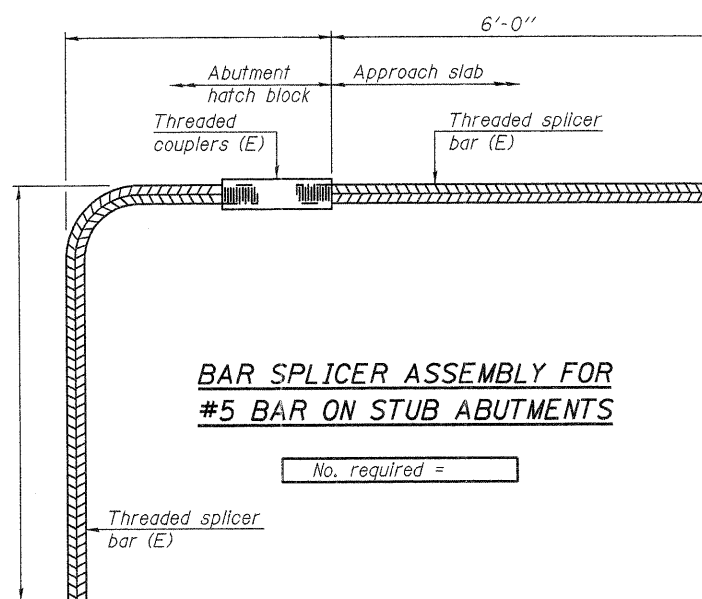 6'-0"
Abutment
hatch block
Approach slab
Threaded
couplers (E)
Threaded splicer
bar (E)
BAR SPLICER ASSEMBLY FOR
#5 BAR ON STUB ABUTMENTS
No. required =
Threaded splicer
bar (E)